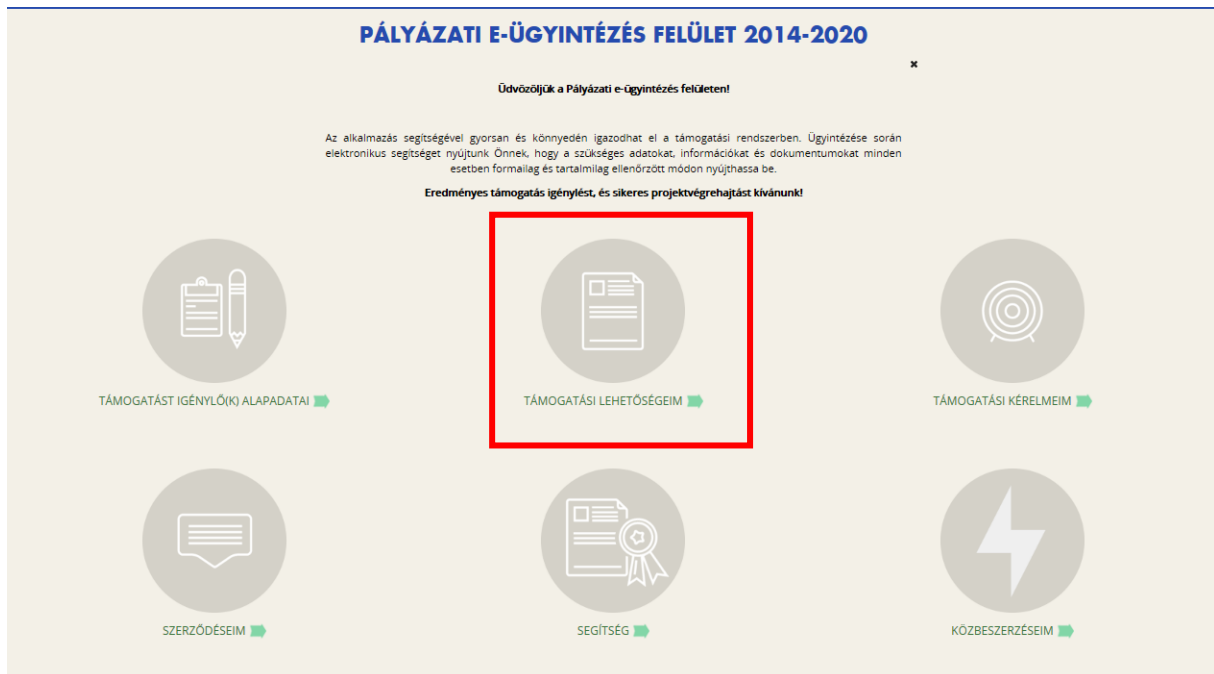 PÁLYÁZATI E-ÜGYINTÉZÉS FELÜLET 2014-2020
Üdvözöljük a Pályázati e-ügyintézés felületen!
Az alkalmazás segítségével gyorsan és könnyedén igazodhat el a támogatási rendszerben. Ügyintézése során
elektronikus segítséget nyújtunk Önnek, hogy a szükséges adatokat, információkat és dokumentumokat minden
esetben formailag és tartalmilag ellenőrzött módon nyújthassa be.
Eredményes támogatás igénylést, és sikeres projektvégrehajtást kívánunk!
TÁMOGATÁST IGÉNYLŐ(K) ALAPADATAI
TÁMOGATÁSI LEHETŐSÉGEIM
TÁMOGATÁSI KÉRELMEIM
SZERZŐDÉSEIM
SEGÍTSÉG
KÖZBESZERZÉSEIM